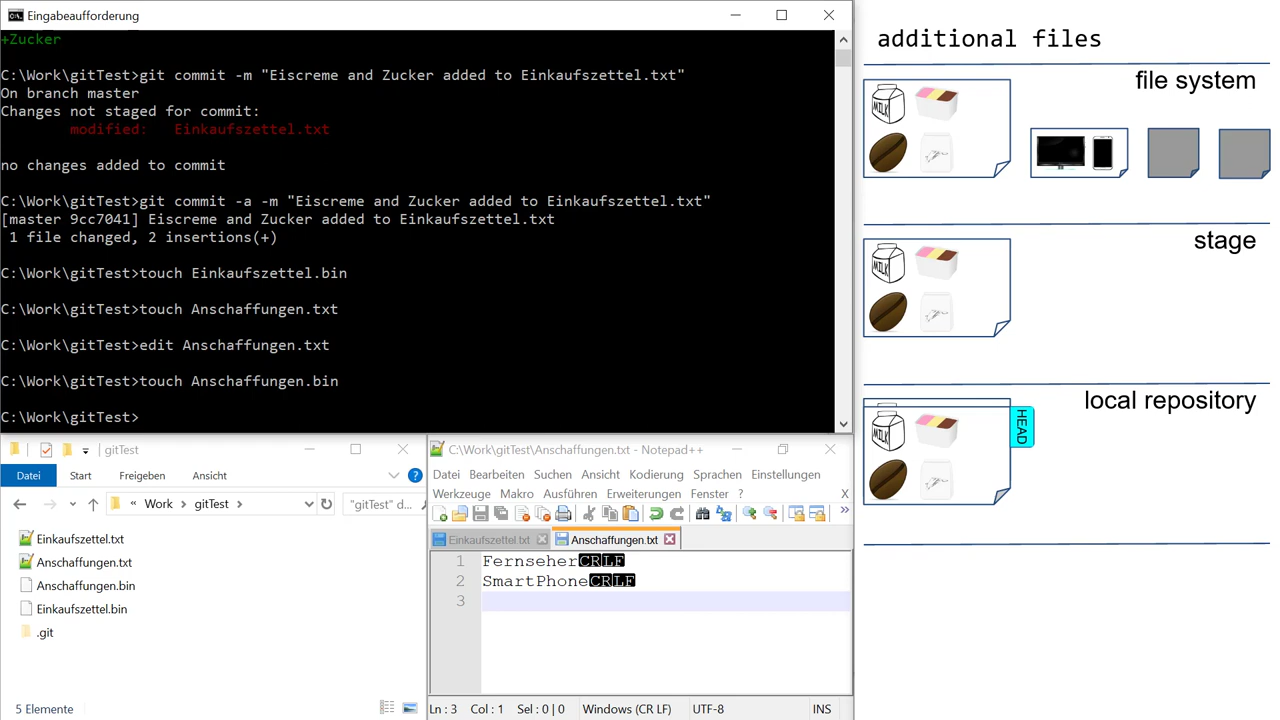 Eingabeaufforderung
+Zucker
C:\Work\gitTest>git commit -m "Eiscreme and Zucker added to Einkaufszettel.txt"
On branch master
Changes not staged for commit:
modified:   Einkaufszettel.txt
no changes added to commit
C:\Work\gitTest>git commit -a -m "Eiscreme and Zucker added to Einkaufszettel.txt"
[master 9cc7041] Eiscreme and Zucker added to Einkaufszettel.txt
1 file changed, 2 insertions(+)
C:\Work\gitTest>touch Einkaufszettel.bin
C:\Work\gitTest>touch Anschaffungen.txt
C:\Work\gitTest>edit Anschaffungen.txt
C:\Work\gitTest>touch Anschaffungen.bin
C:\Work\gitTest>
gitTest
Datei Start Freigeben Ansicht
« Work > gitTest >
"gitTest" d...
Einkaufszettel.txt
Anschaffungen.txt
Anschaffungen.bin
Einkaufszettel.bin
.git
5 Elemente
C:\Work\gitTest\Anschaffungen.txt - Notepad++
Datei Bearbeiten Suchen Ansicht Kodierung Sprachen Einstellungen
Werkzeuge Makro Ausführen Erweiterungen Fenster ? X
Einkaufszettel.txt Anschaffungen.txt
1 FernseherCRLF
2 SmartPhoneCRLF
3
Ln : 3 Col : 1 Sel : 0 | 0 Windows (CR LF) UTF-8 INS
additional files
file system
MILK
stage
MILK
local repository
MILK
HEAD